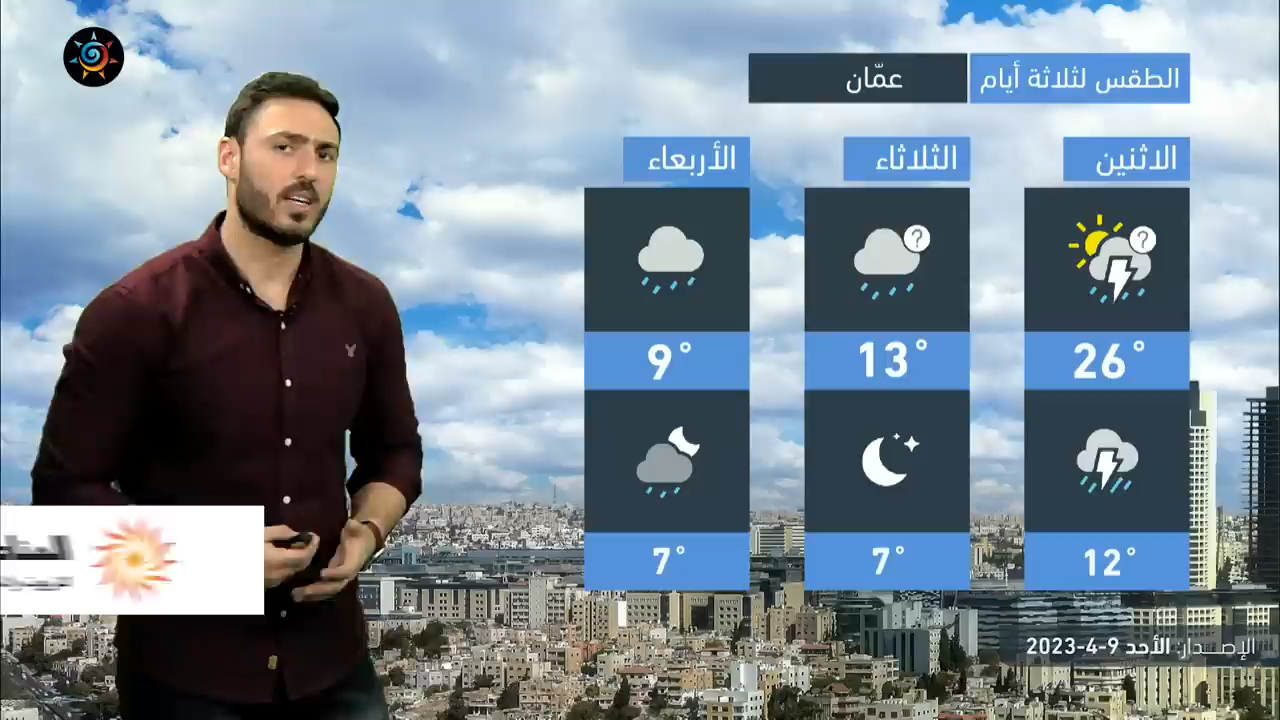 الطقس لثلاثة أيام
عمّان
الاثنين
الثلاثاء
الأربعاء
?
?
26°
13°
9°
12°
7°
7°
الإصدار: الأحد 9-4-2023